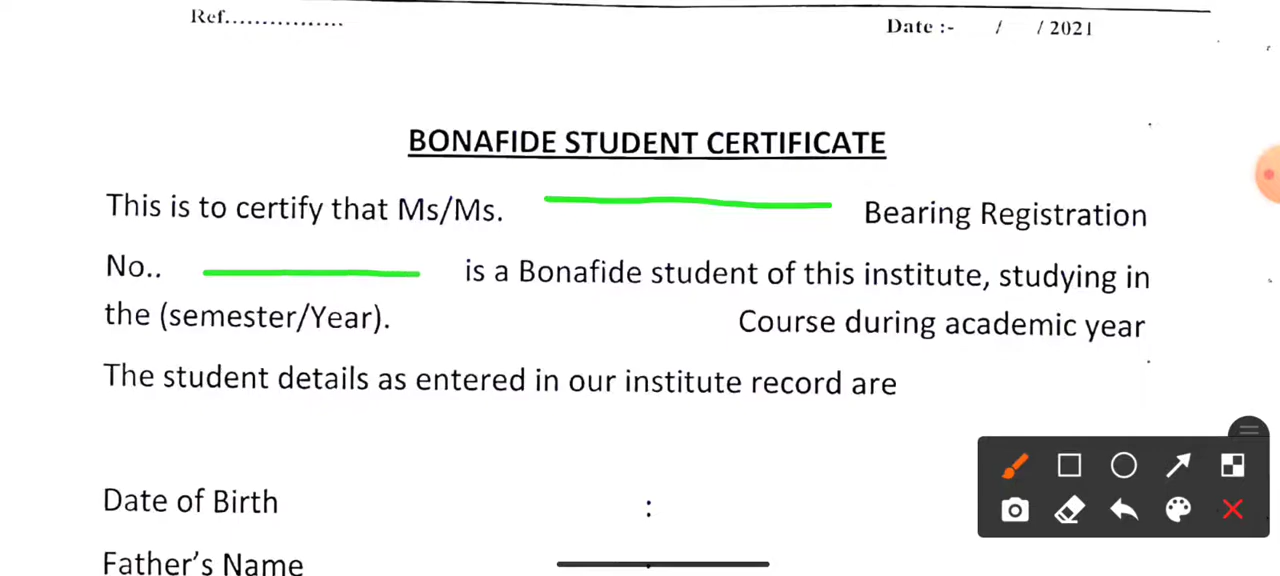 Ref................
Date :- / / 2021
BONAFIDE STUDENT CERTIFICATE
This is to certify that Ms/Ms. Bearing Registration
No.. is a Bonafide student of this institute, studying in
the (semester/Year). Course during academic year
The student details as entered in our institute record are
Date of Birth :
Father's Name